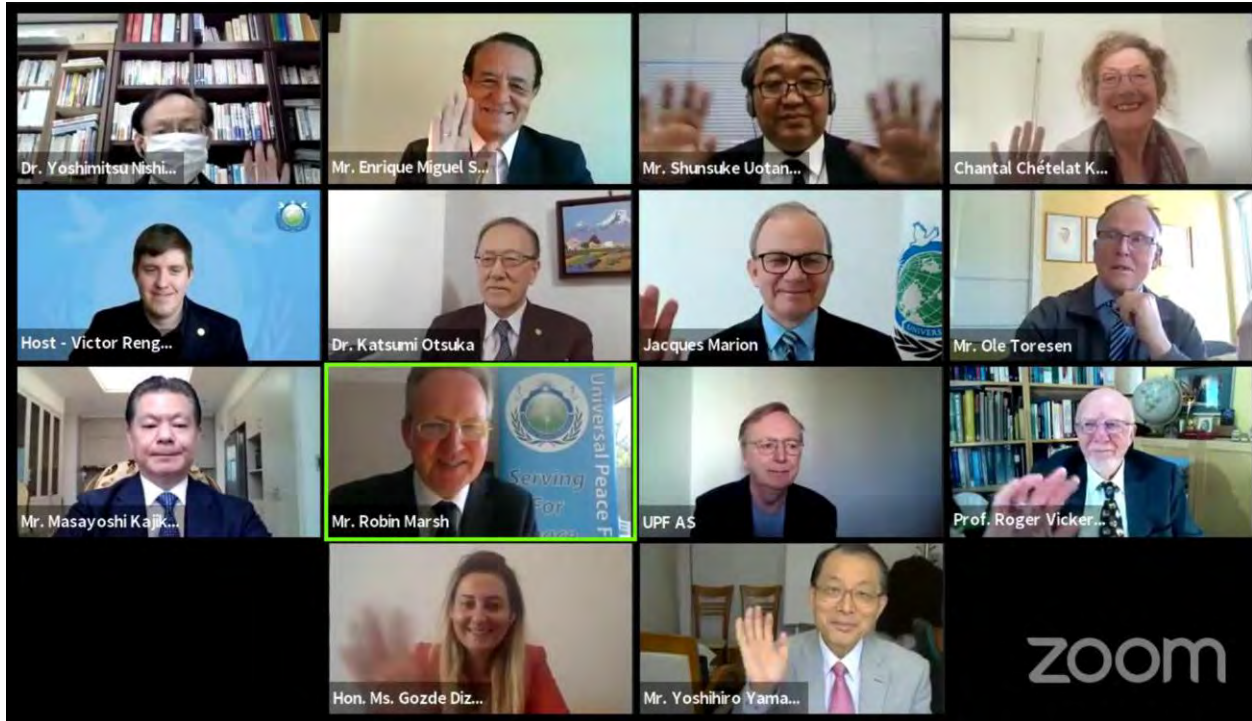 Dr. Yoshimitsu Nishi...
Mr. Enrique Miguel S...
Mr. Shunsuke Uotan...
Chantal Chételat K...
Host - Victor Reng...
Dr. Katsumi Otsuka
Jacques Marion
UNIVERS
Mr. Ole Toresen
Mr. Masayoshi Kajik...
Mr. Robin Marsh
Universal Peace F
Serving
For
UPF AS
Prof. Roger Vicker...
Hon. Ms. Gozde Diz...
Mr. Yoshihiro Yama...
zoom